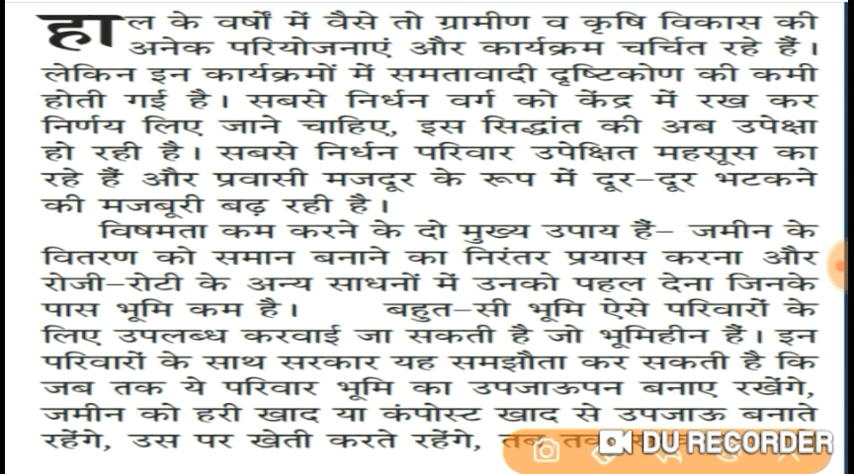 हाल के वर्षों में वैसे तो ग्रामीण व कृषि विकास की
अनेक परियोजनाएं और कार्यक्रम चर्चित रहे हैं।
लेकिन इन कार्यक्रमों में समतावादी दृष्टिकोण की कमी
होती गई है। सबसे निर्धन वर्ग को केंद्र में रख कर
निर्णय लिए जाने चाहिए, इस सिद्धांत की अब उपेक्षा
हो रही है। सबसे निर्धन परिवार उपेक्षित महसूस का
रहे हैं और प्रवासी मजदूर के रूप में दूर-दूर भटकने
की मजबूरी बढ़ रही है।
विषमता कम करने के दो मुख्य उपाय हैं- जमीन के
वितरण को समान बनाने का निरंतर प्रयास करना और
रोजी-रोटी के अन्य साधनों में उनको पहल देना जिनके
पास भूमि कम है। बहुत-सी भूमि ऐसे परिवारों के
लिए उपलब्ध करवाई जा सकती है जो भूमिहीन हैं। इन
परिवारों के साथ सरकार यह समझौता कर सकती है कि
जब तक ये परिवार भूमि का उपजाऊपन बनाए रखेंगे,
जमीन को हरी खाद या कंपोस्ट खाद से उपजाऊ बनाते
रहेंगे, उस पर खेती करते रहेंगे, तब तक
DU RECORDER